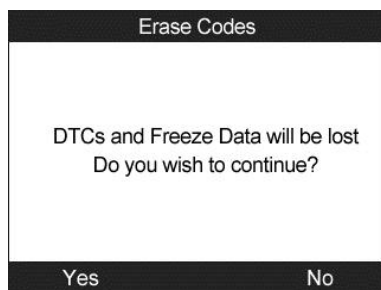 Erase Codes
DTCs and Freeze Data will be lost
Do you wish to continue?
Yes No